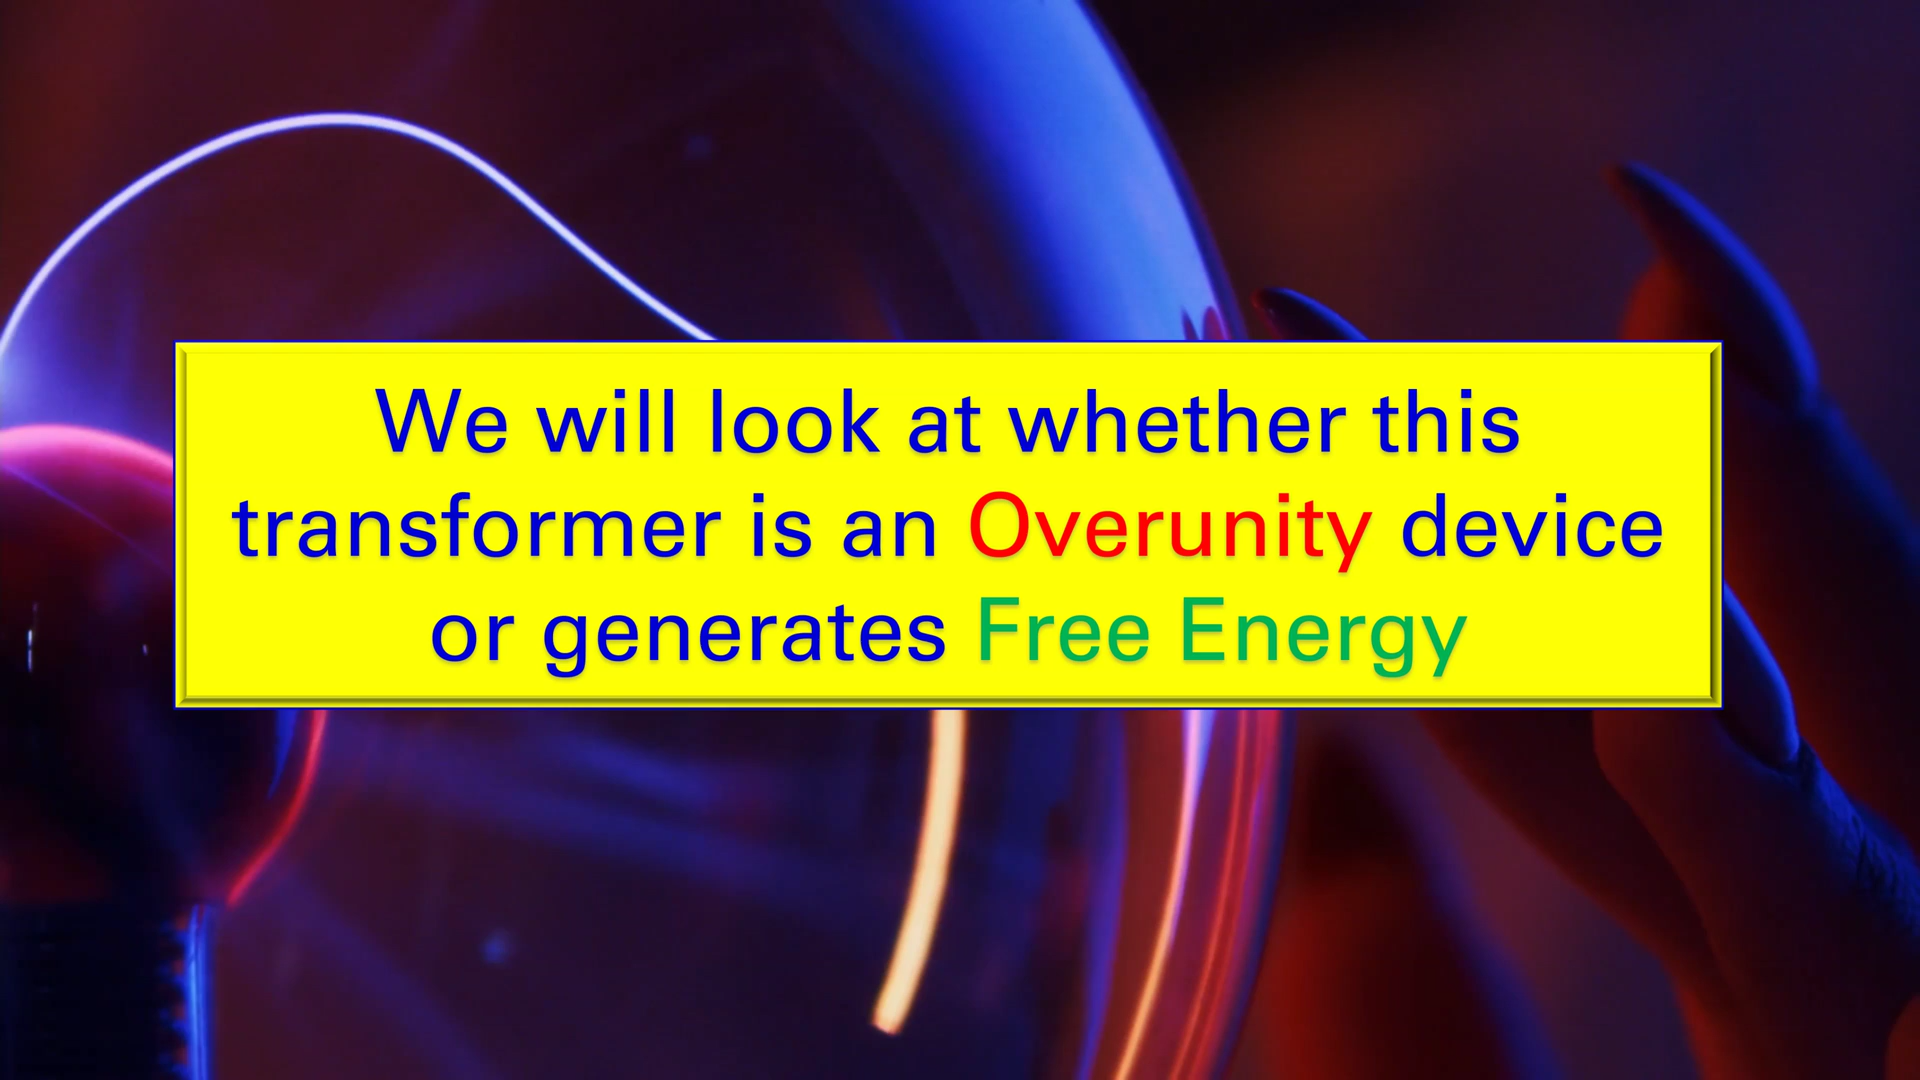 We will look at whether this
transformer is an Overunity device
or generates Free Energy